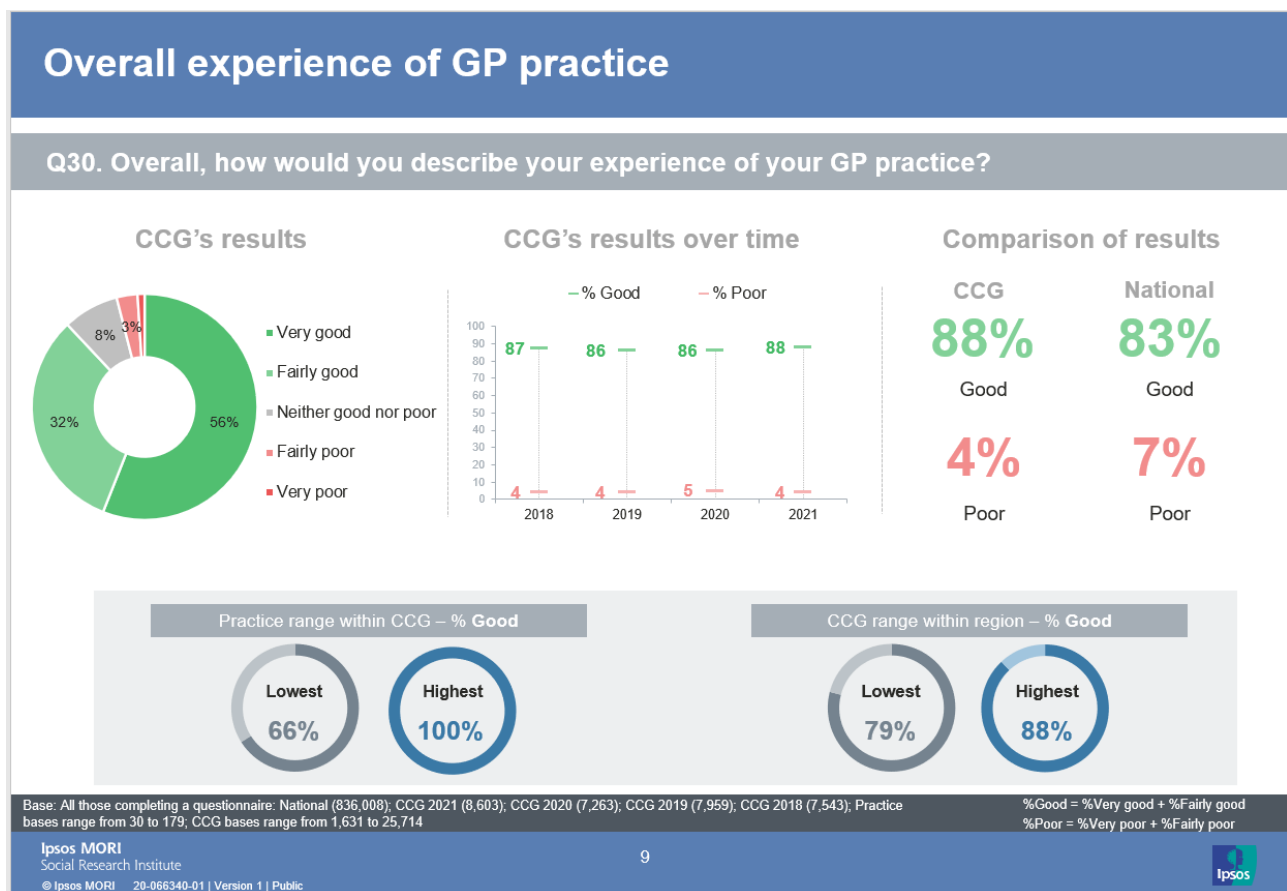 Overall experience of GP practice
Q30. Overall, how would you describe your experience of your GP practice?
CCG's results
56%
32%
8%
3%
Very good
Fairly good
Neither good nor poor
Fairly poor
Very poor
CCG's results over time
% Good
% Poor
100
90
80
70
60
50
40
30
20
10
0
87
86
86
88
4
4
5
4
2018
2019
2020
2021
Comparison of results
CCG
National
88%
83%
Good
Good
4%
7%
Poor
Poor
Practice range within CCG – % Good
Lowest
66%
Highest
100%
CCG range within region – % Good
Lowest
79%
Highest
88%
Base: All those completing a questionnaire: National (836,008); CCG 2021 (8,603); CCG 2020 (7,263); CCG 2019 (7,959); CCG 2018 (7,543); Practice
bases range from 30 to 179; CCG bases range from 1,631 to 25,714
%Good = %Very good + %Fairly good
%Poor = %Very poor + %Fairly poor
Ipsos MORI
Social Research Institute
© Ipsos MORI 20-066340-01 | Version 1 | Public
9
Ipsos